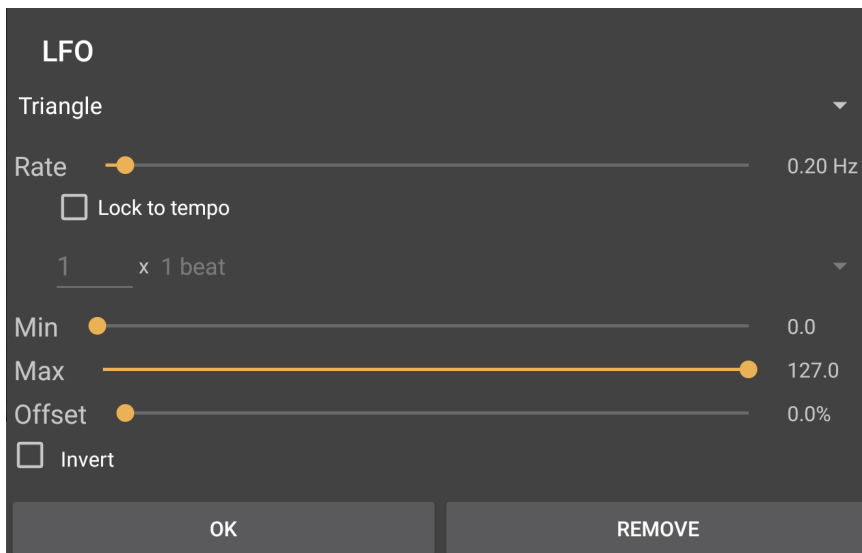 LFO
Triangle
Rate 0.20 Hz
Lock to tempo
1 x 1 beat
Min 0.0
Max 127.0
Offset 0.0%
Invert
OK REMOVE